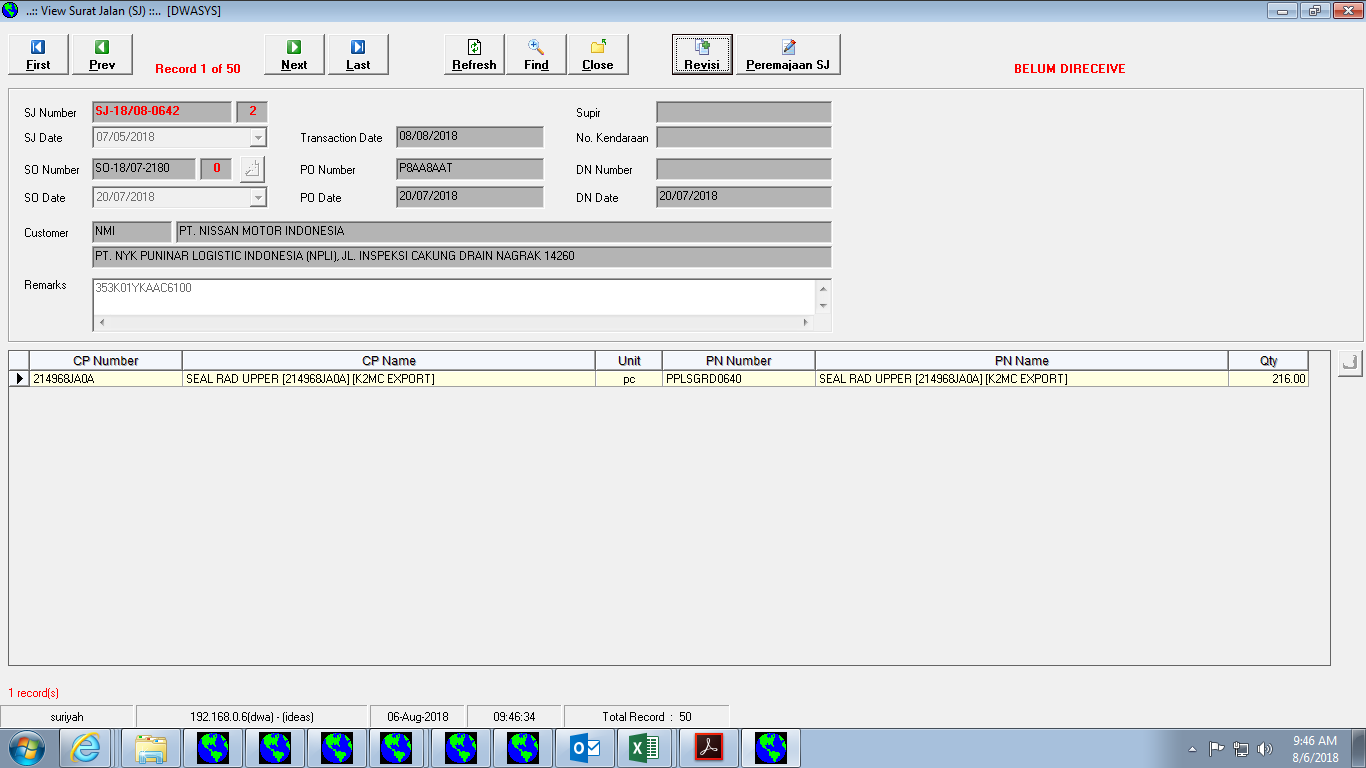 ..:: View Surat Jalan (SJ) ::.. [DWASYS]
First Prev Record 1 of 50 Next Last Refresh Find Close Revisi Peremajaan SJ BELUM DIRECEIVE
SJ Number SJ-18/08-0642 2 Supir
SJ Date 07/05/2018 Transaction Date 08/08/2018 No. Kendaraan
SO Number SO-18/07-2180 0 PO Number P8AA8AAT DN Number
SO Date 20/07/2018 PO Date 20/07/2018 DN Date 20/07/2018
Customer NMI PT. NISSAN MOTOR INDONESIA
PT. NYK PUNINAR LOGISTIC INDONESIA (NPLI), JL. INSPEKSI CAKUNG DRAIN NAGRAK 14260
Remarks 353K01YKAAC6100
CP Number CP Name Unit PN Number PN Name Qty
214968JA0A SEAL RAD UPPER [214968JA0A] [K2MC EXPORT] pc PPLSGRD0640 SEAL RAD UPPER [214968JA0A] [K2MC EXPORT] 216.00
1 record(s)
suriyah 192.168.0.6(dwa) - (ideas) 06-Aug-2018 09:46:34 Total Record : 50
9:46 AM
8/6/2018